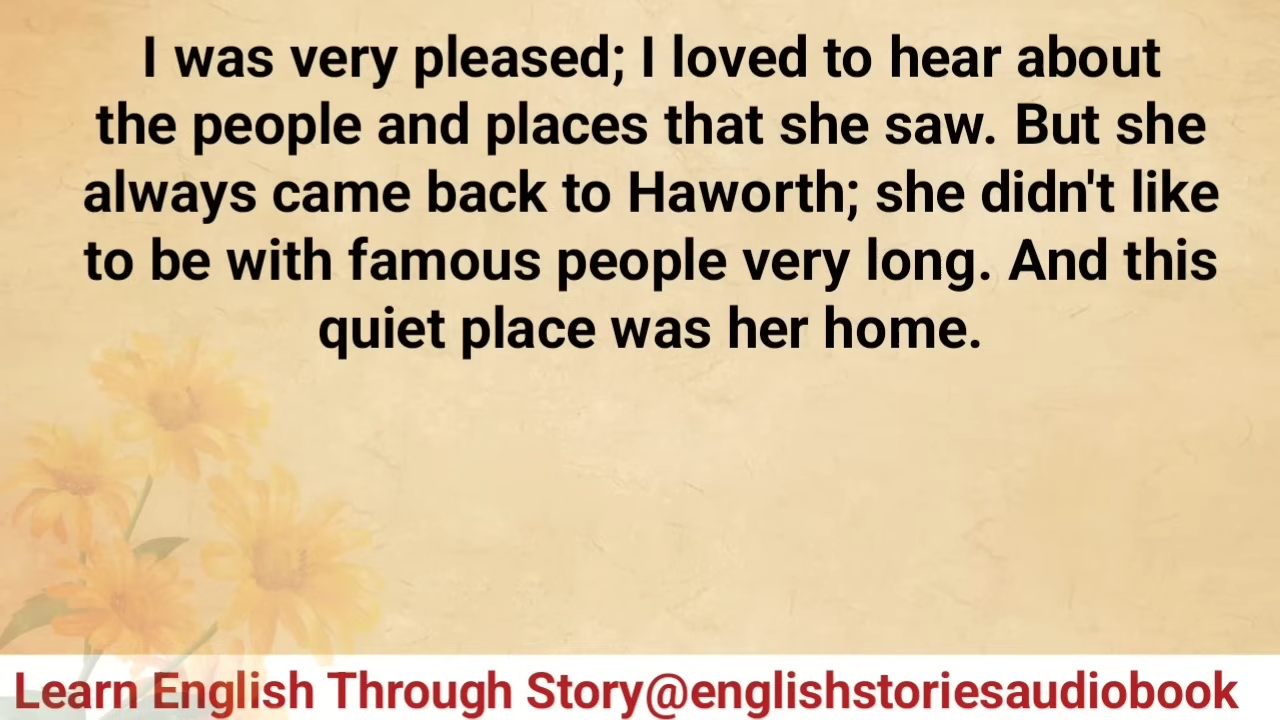 I was very pleased; I loved to hear about
the people and places that she saw. But she
always came back to Haworth; she didn't like
to be with famous people very long. And this
quiet place was her home.
Learn English Through Story@englishstoriesaudiobook